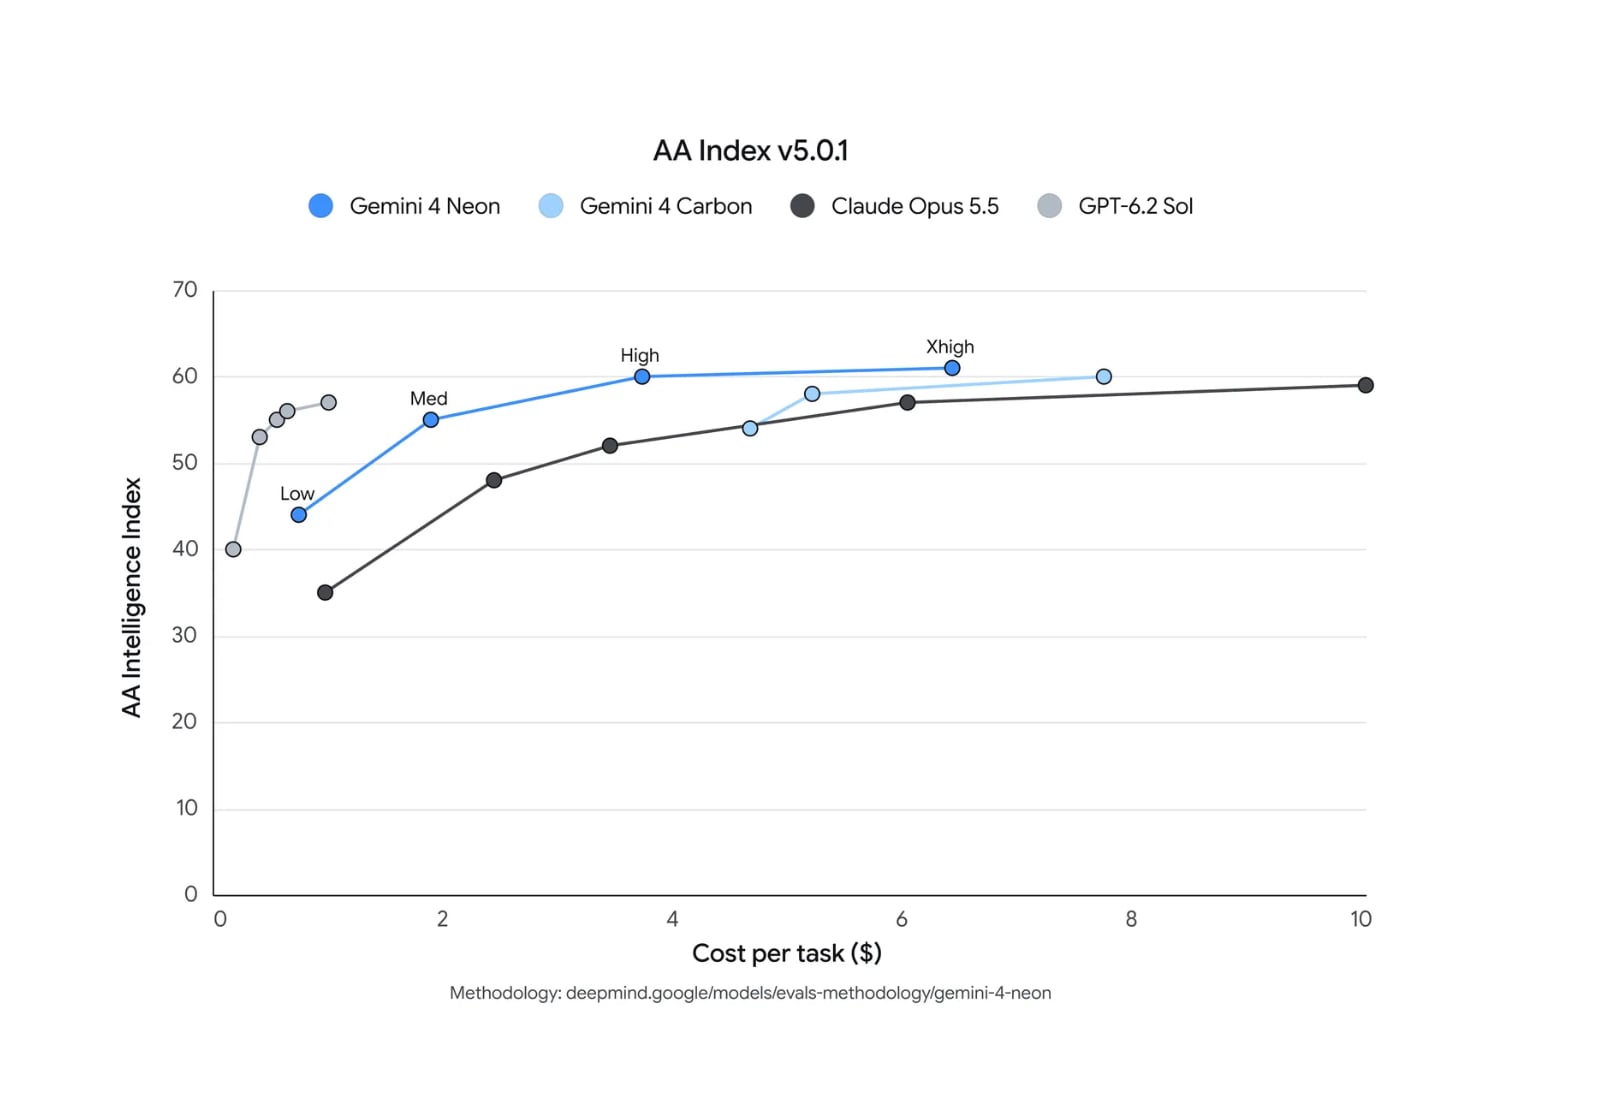 AA Index v5.0.1
Gemini 4 Neon Gemini 4 Carbon Claude Opus 5.5 GPT-6.2 Sol
70
60
50
40
30
20
10
0
AA Intelligence Index
Low
Med
High
Xhigh
0 2 4 6 8 10
Cost per task ($)
Methodology: deepmind.google/models/evals-methodology/gemini-4-neon